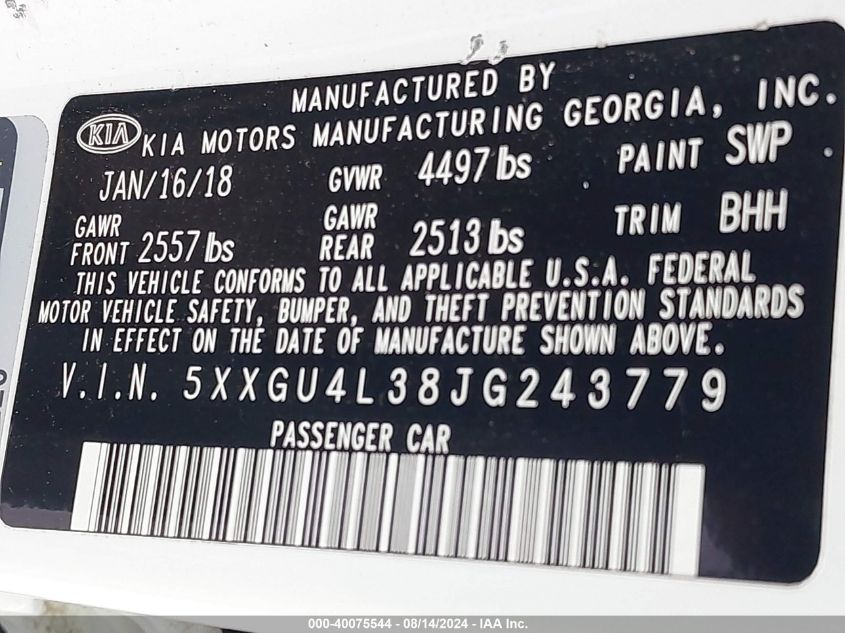 MANUFACTURED BY
KIA KIA MOTORS MANUFACTURING GEORGIA, INC.
JAN/16/18 GVWR 4497 lbs PAINT SWP
GAWR FRONT 2557 lbs GAWR REAR 2513 lbs TRIM BHH
THIS VEHICLE CONFORMS TO ALL APPLICABLE U.S.A. FEDERAL
MOTOR VEHICLE SAFETY, BUMPER, AND THEFT PREVENTION STANDARDS
IN EFFECT ON THE DATE OF MANUFACTURE SHOWN ABOVE.
V.I.N. 5XXGU4L38JG243779
PASSENGER CAR
000-40075544 - 08/14/2024 - IAA Inc.